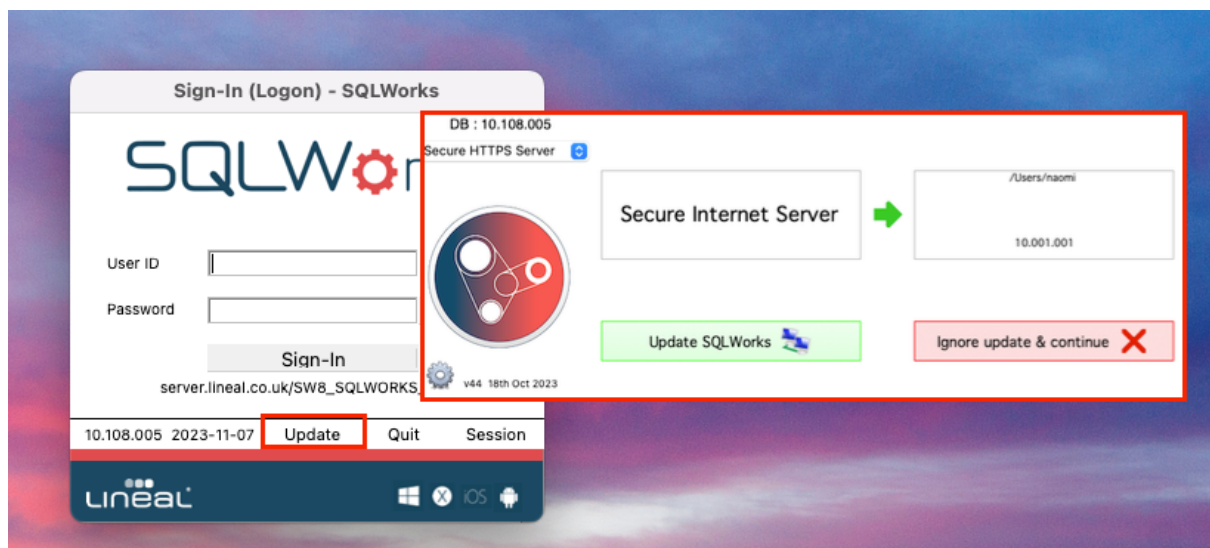 Sign-In (Logon) - SQLWorks
SQLWor
User ID
Password
Sign-In
server.lineal.co.uk/SW8_SQLWORKS_
10.108.005 2023-11-07 Update Quit Session
Lineal
iOS
DB : 10.108.005
Secure HTTPS Server
Secure Internet Server
/Users/naomi
10.001.001
Update SQLWorks
Ignore update & continue
v44 18th Oct 2023